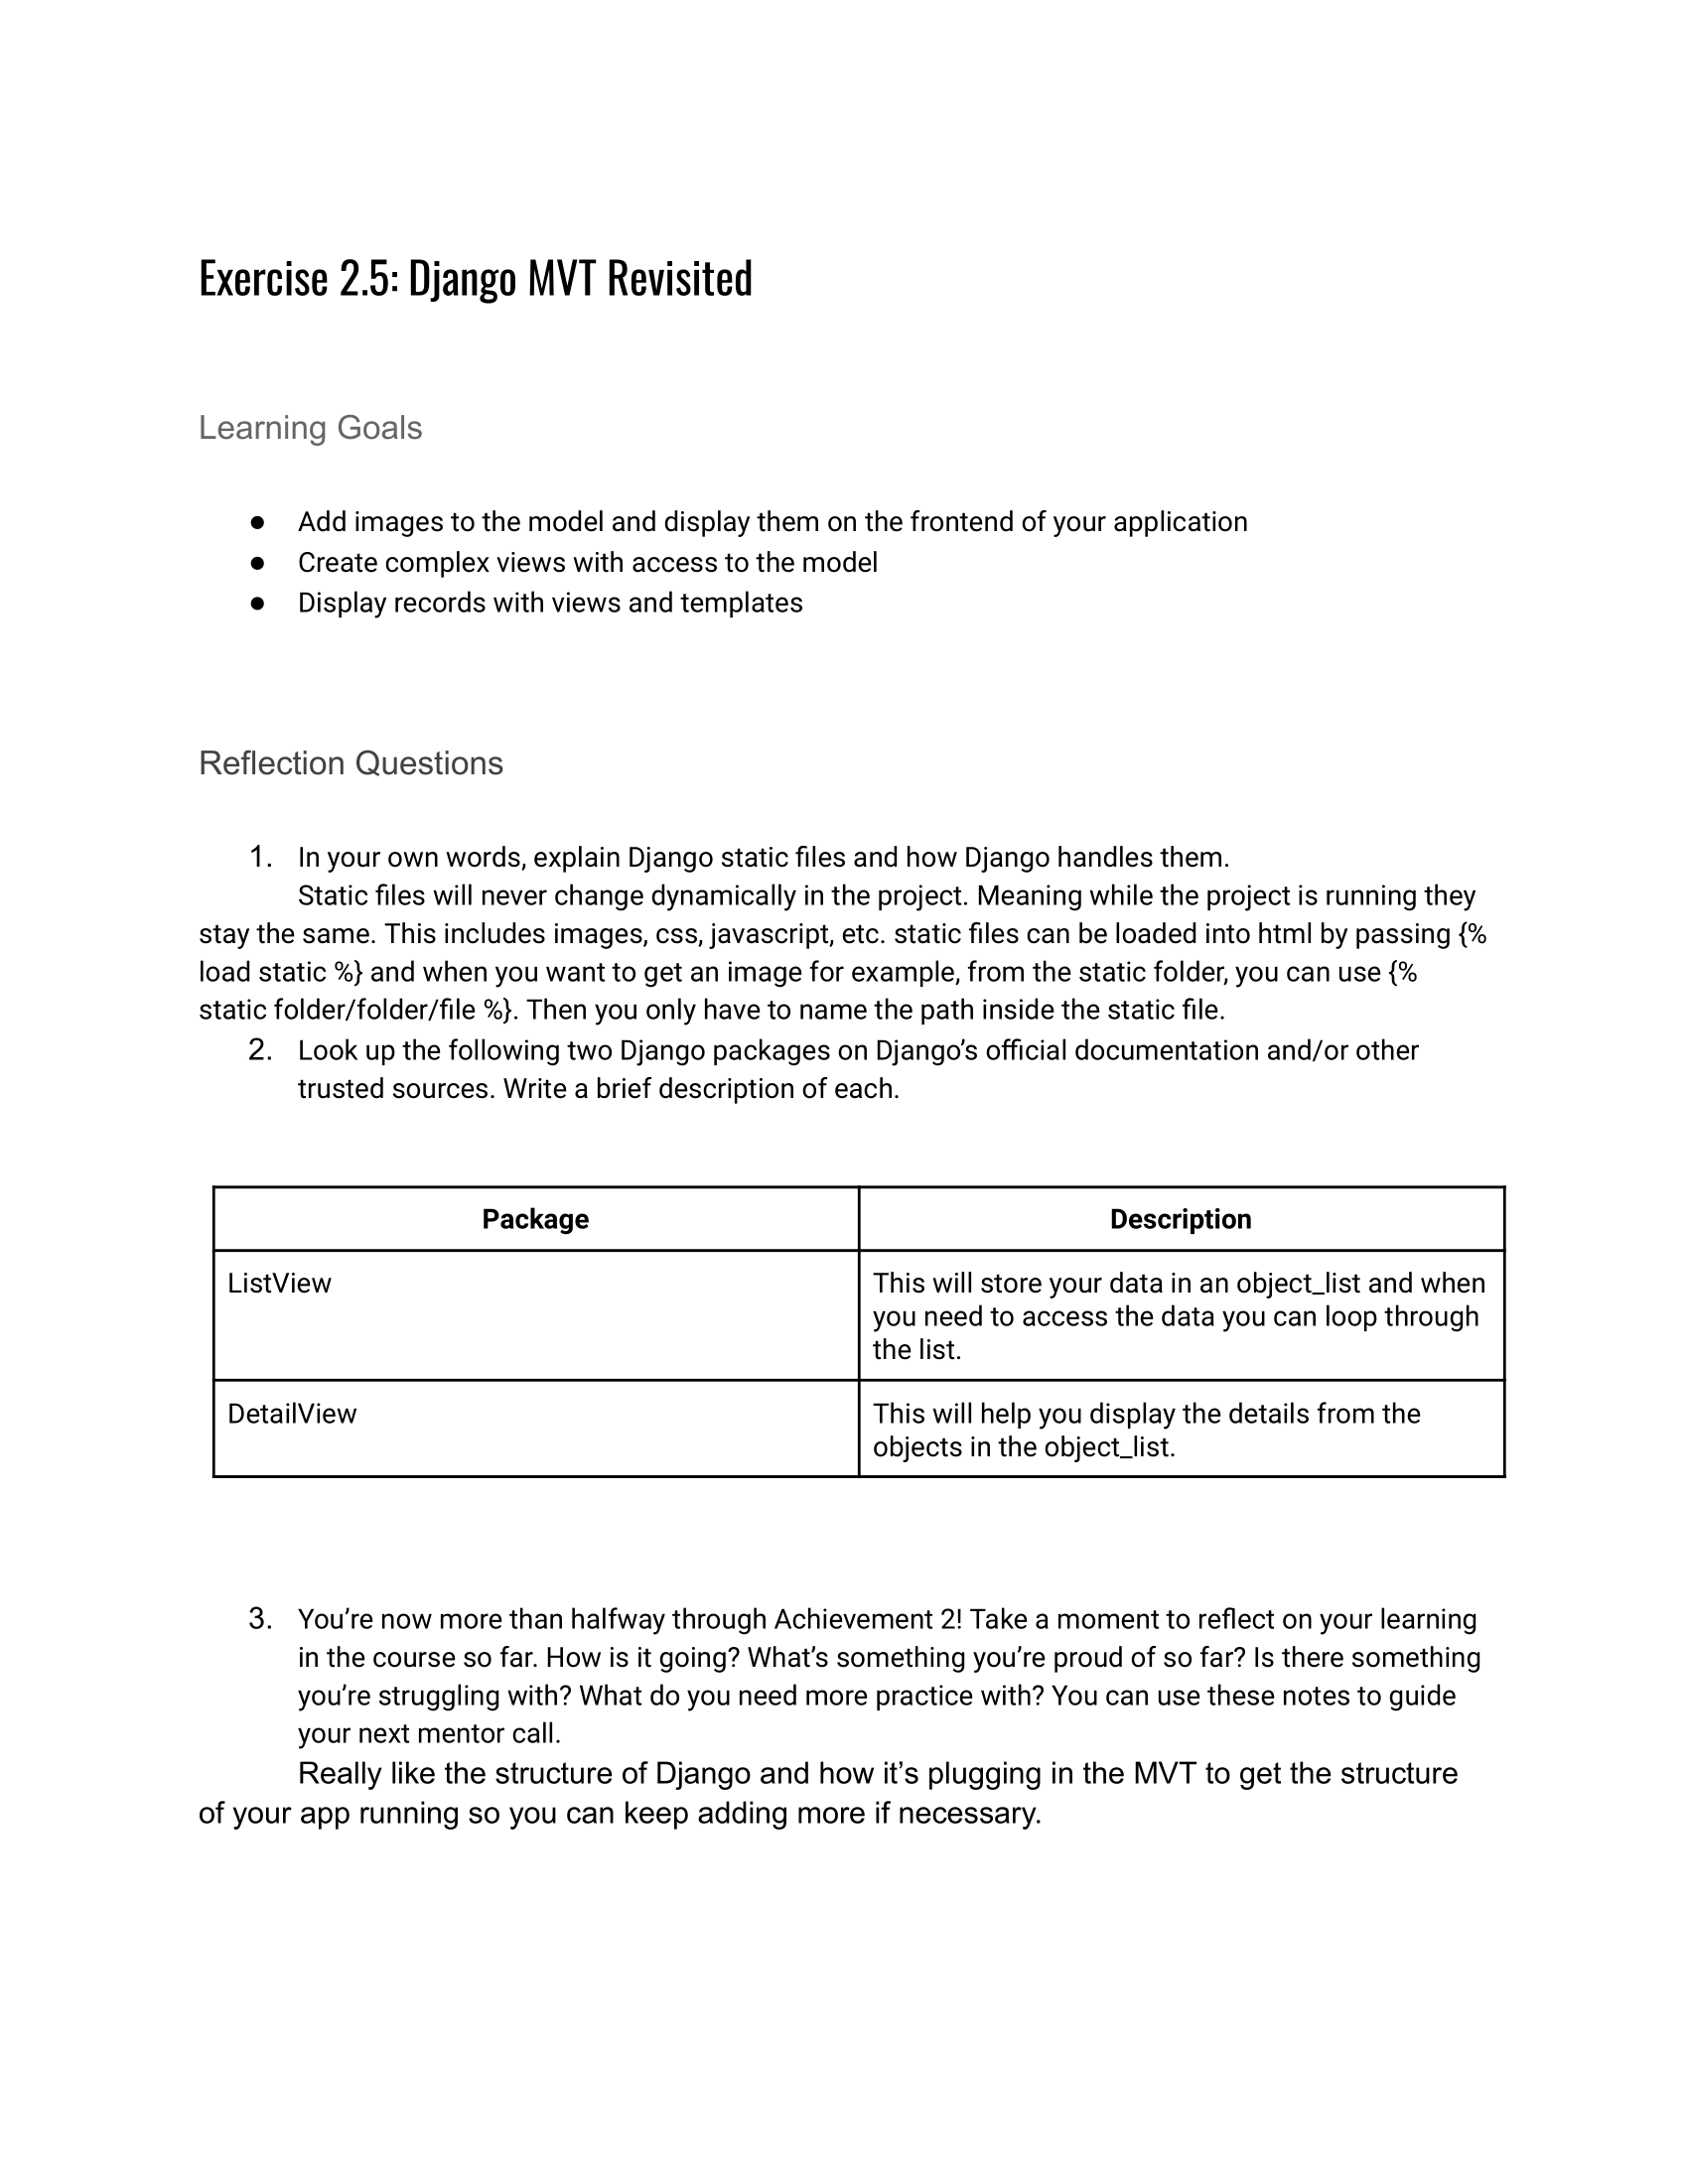 Exercise 2.5: Django MVT Revisited
Learning Goals
● Add images to the model and display them on the frontend of your application
● Create complex views with access to the model
● Display records with views and templates
Reflection Questions
1. In your own words, explain Django static files and how Django handles them.
Static files will never change dynamically in the project. Meaning while the project is running they
stay the same. This includes images, css, javascript, etc. static files can be loaded into html by passing {%
load static %} and when you want to get an image for example, from the static folder, you can use {%
static folder/folder/file %}. Then you only have to name the path inside the static file.
2. Look up the following two Django packages on Django’s official documentation and/or other
trusted sources. Write a brief description of each.
Package Description
ListView This will store your data in an object_list and when
you need to access the data you can loop through
the list.
DetailView This will help you display the details from the
objects in the object_list.
3. You’re now more than halfway through Achievement 2! Take a moment to reflect on your learning
in the course so far. How is it going? What’s something you’re proud of so far? Is there something
you’re struggling with? What do you need more practice with? You can use these notes to guide
your next mentor call.
Really like the structure of Django and how it’s plugging in the MVT to get the structure
of your app running so you can keep adding more if necessary.